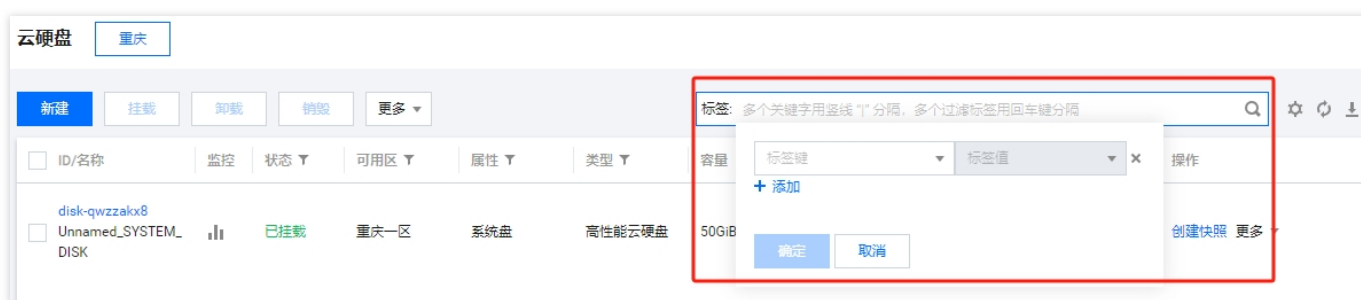 云硬盘 重庆
新建 挂载 卸载 销毁 更多 标签: 多个关键字用竖线 "|" 分隔，多个过滤标签用回车键分隔
ID/名称 监控 状态 可用区 属性 类型 容量 标签键 标签值 操作
添加
disk-qwzzakx8
Unnamed_SYSTEM_ 已挂载 重庆一区 系统盘 高性能云硬盘 50GiB 创建快照 更多
DISK
确定 取消